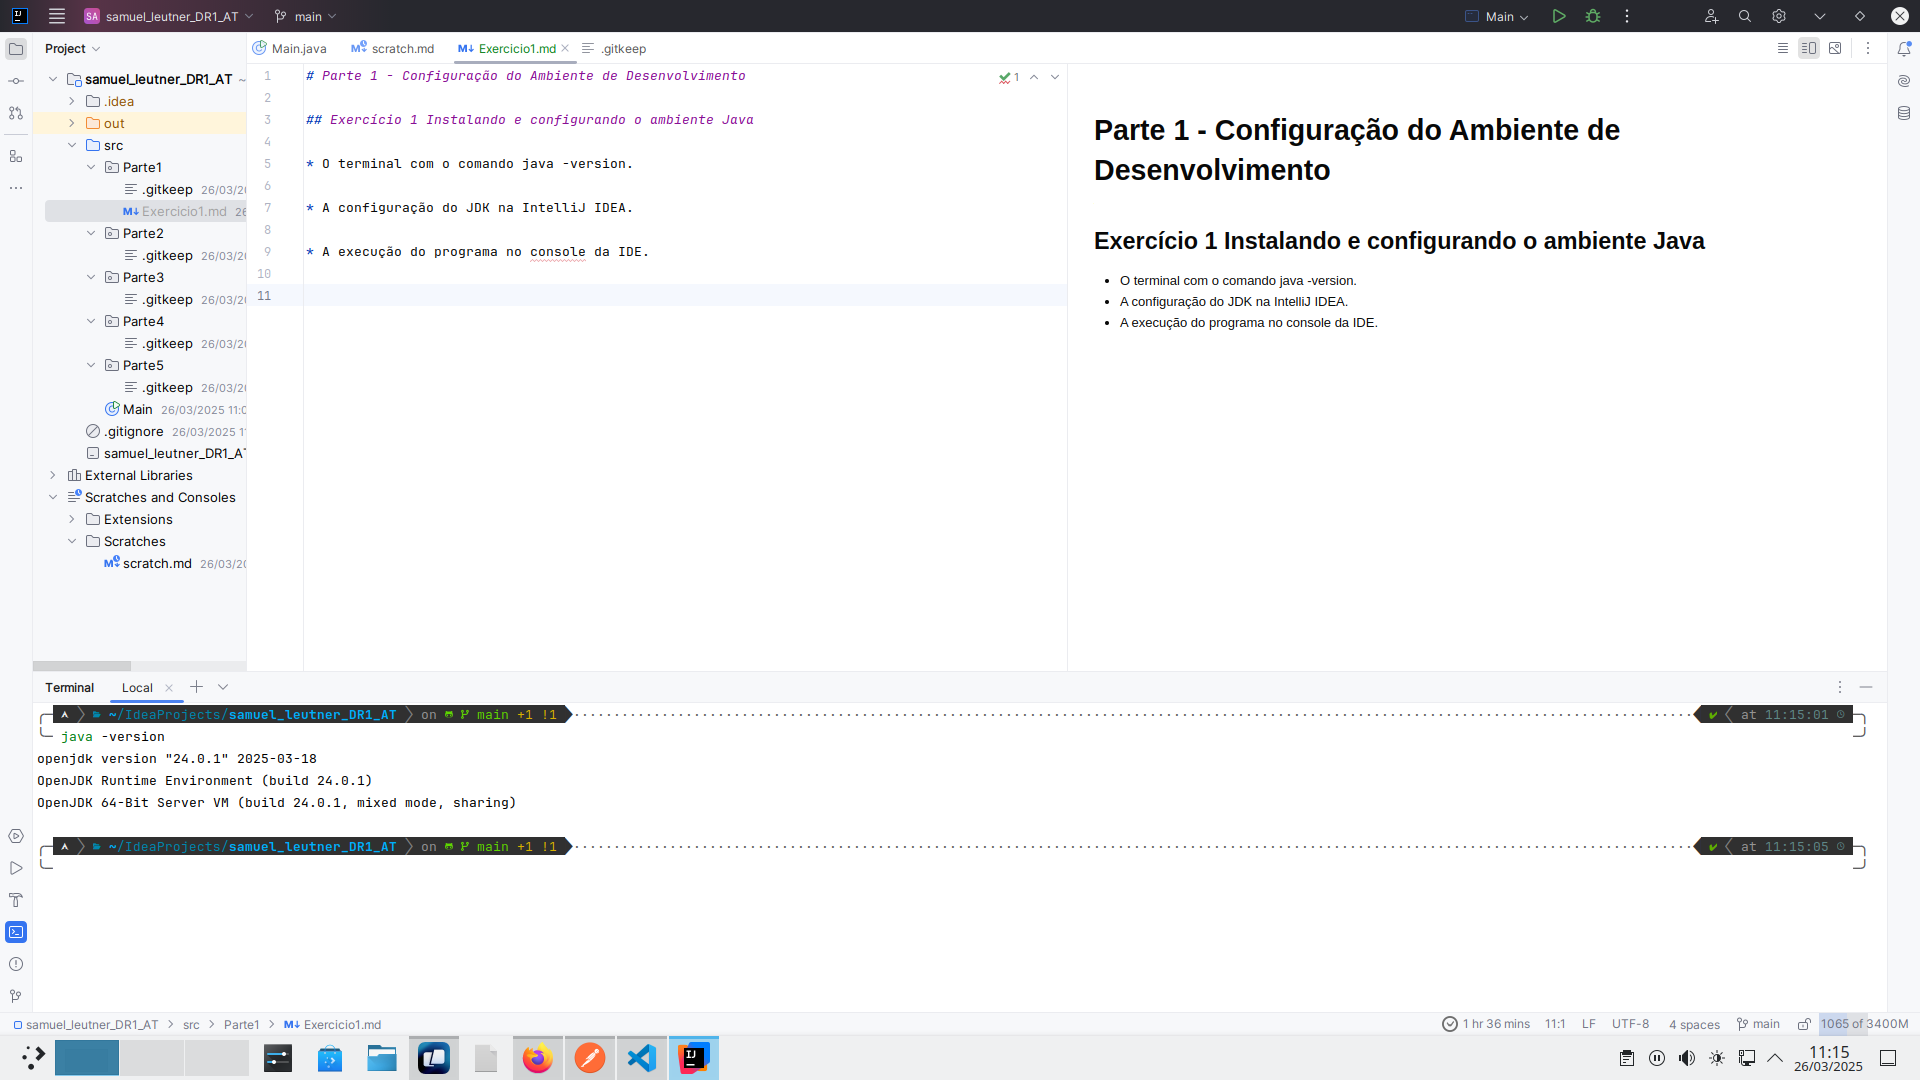 SA samuel_leutner_DR1_AT main Main
Project
Main.java scratch.md Exercicio1.md .gitkeep
samuel_leutner_DR1_AT ~
.idea
out
src
Parte1
.gitkeep 26/03/20
Exercicio1.md 26
Parte2
.gitkeep 26/03/20
Parte3
.gitkeep 26/03/20
Parte4
.gitkeep 26/03/20
Parte5
.gitkeep 26/03/20
Main 26/03/2025 11:0
.gitignore 26/03/2025 11
samuel_leutner_DR1_AT
External Libraries
Scratches and Consoles
Extensions
Scratches
scratch.md 26/03/20
1 # Parte 1 - Configuração do Ambiente de Desenvolvimento
2
3 ## Exercício 1 Instalando e configurando o ambiente Java
4
5 * O terminal com o comando java -version.
6
7 * A configuração do JDK na IntelliJ IDEA.
8
9 * A execução do programa no console da IDE.
10
11
1
Parte 1 - Configuração do Ambiente de
Desenvolvimento
Exercício 1 Instalando e configurando o ambiente Java
• O terminal com o comando java -version.
• A configuração do JDK na IntelliJ IDEA.
• A execução do programa no console da IDE.
Terminal Local
~/IdeaProjects/samuel_leutner_DR1_AT on main +1 !1 at 11:15:01
java -version
openjdk version "24.0.1" 2025-03-18
OpenJDK Runtime Environment (build 24.0.1)
OpenJDK 64-Bit Server VM (build 24.0.1, mixed mode, sharing)
~/IdeaProjects/samuel_leutner_DR1_AT on main +1 !1 at 11:15:05
samuel_leutner_DR1_AT > src > Parte1 > M↓ Exercicio1.md 1 hr 36 mins 11:1 LF UTF-8 4 spaces main 1065 of 3400M
11:15
26/03/2025